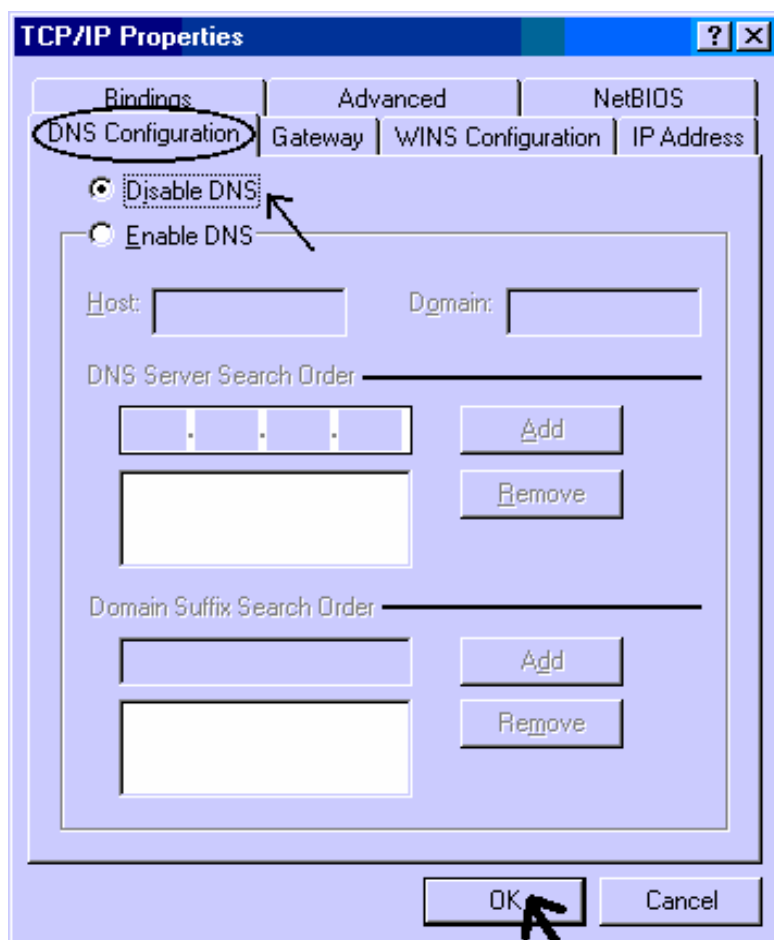 TCP/IP Properties
Bindings Advanced NetBIOS
DNS Configuration Gateway WINS Configuration IP Address
Disable DNS
Enable DNS
Host: Domain:
DNS Server Search Order
Add
Remove
Domain Suffix Search Order
Add
Remove
OK Cancel